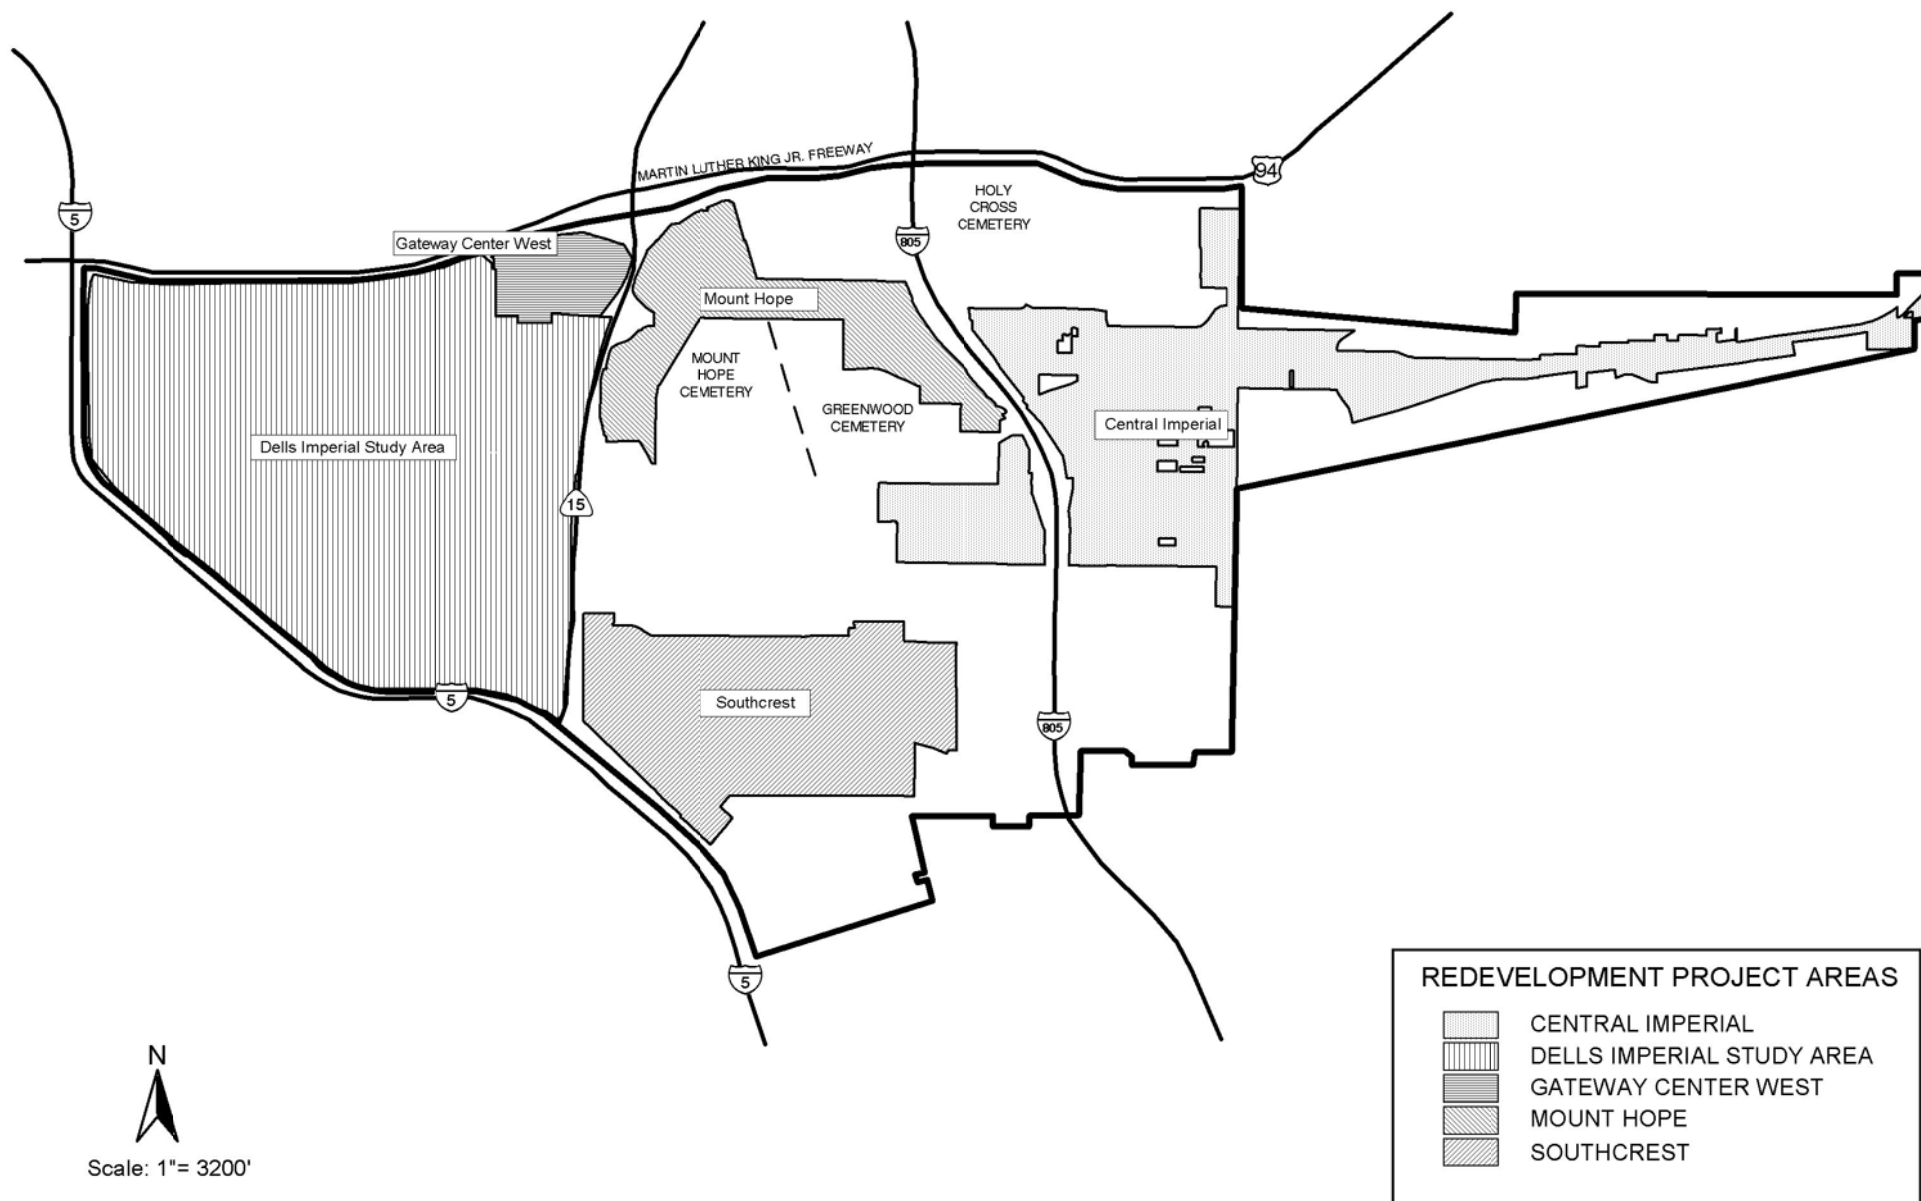 MARTIN LUTHER KING JR. FREEWAY
94
5
HOLY
CROSS
CEMETERY
805
Gateway Center West
Mount Hope
MOUNT
HOPE
CEMETERY
GREENWOOD
CEMETERY
Central Imperial
Dells Imperial Study Area
15
Southcrest
5
805
5
REDEVELOPMENT PROJECT AREAS
CENTRAL IMPERIAL
DELLS IMPERIAL STUDY AREA
GATEWAY CENTER WEST
MOUNT HOPE
SOUTHCREST
N
Scale: 1"= 3200'